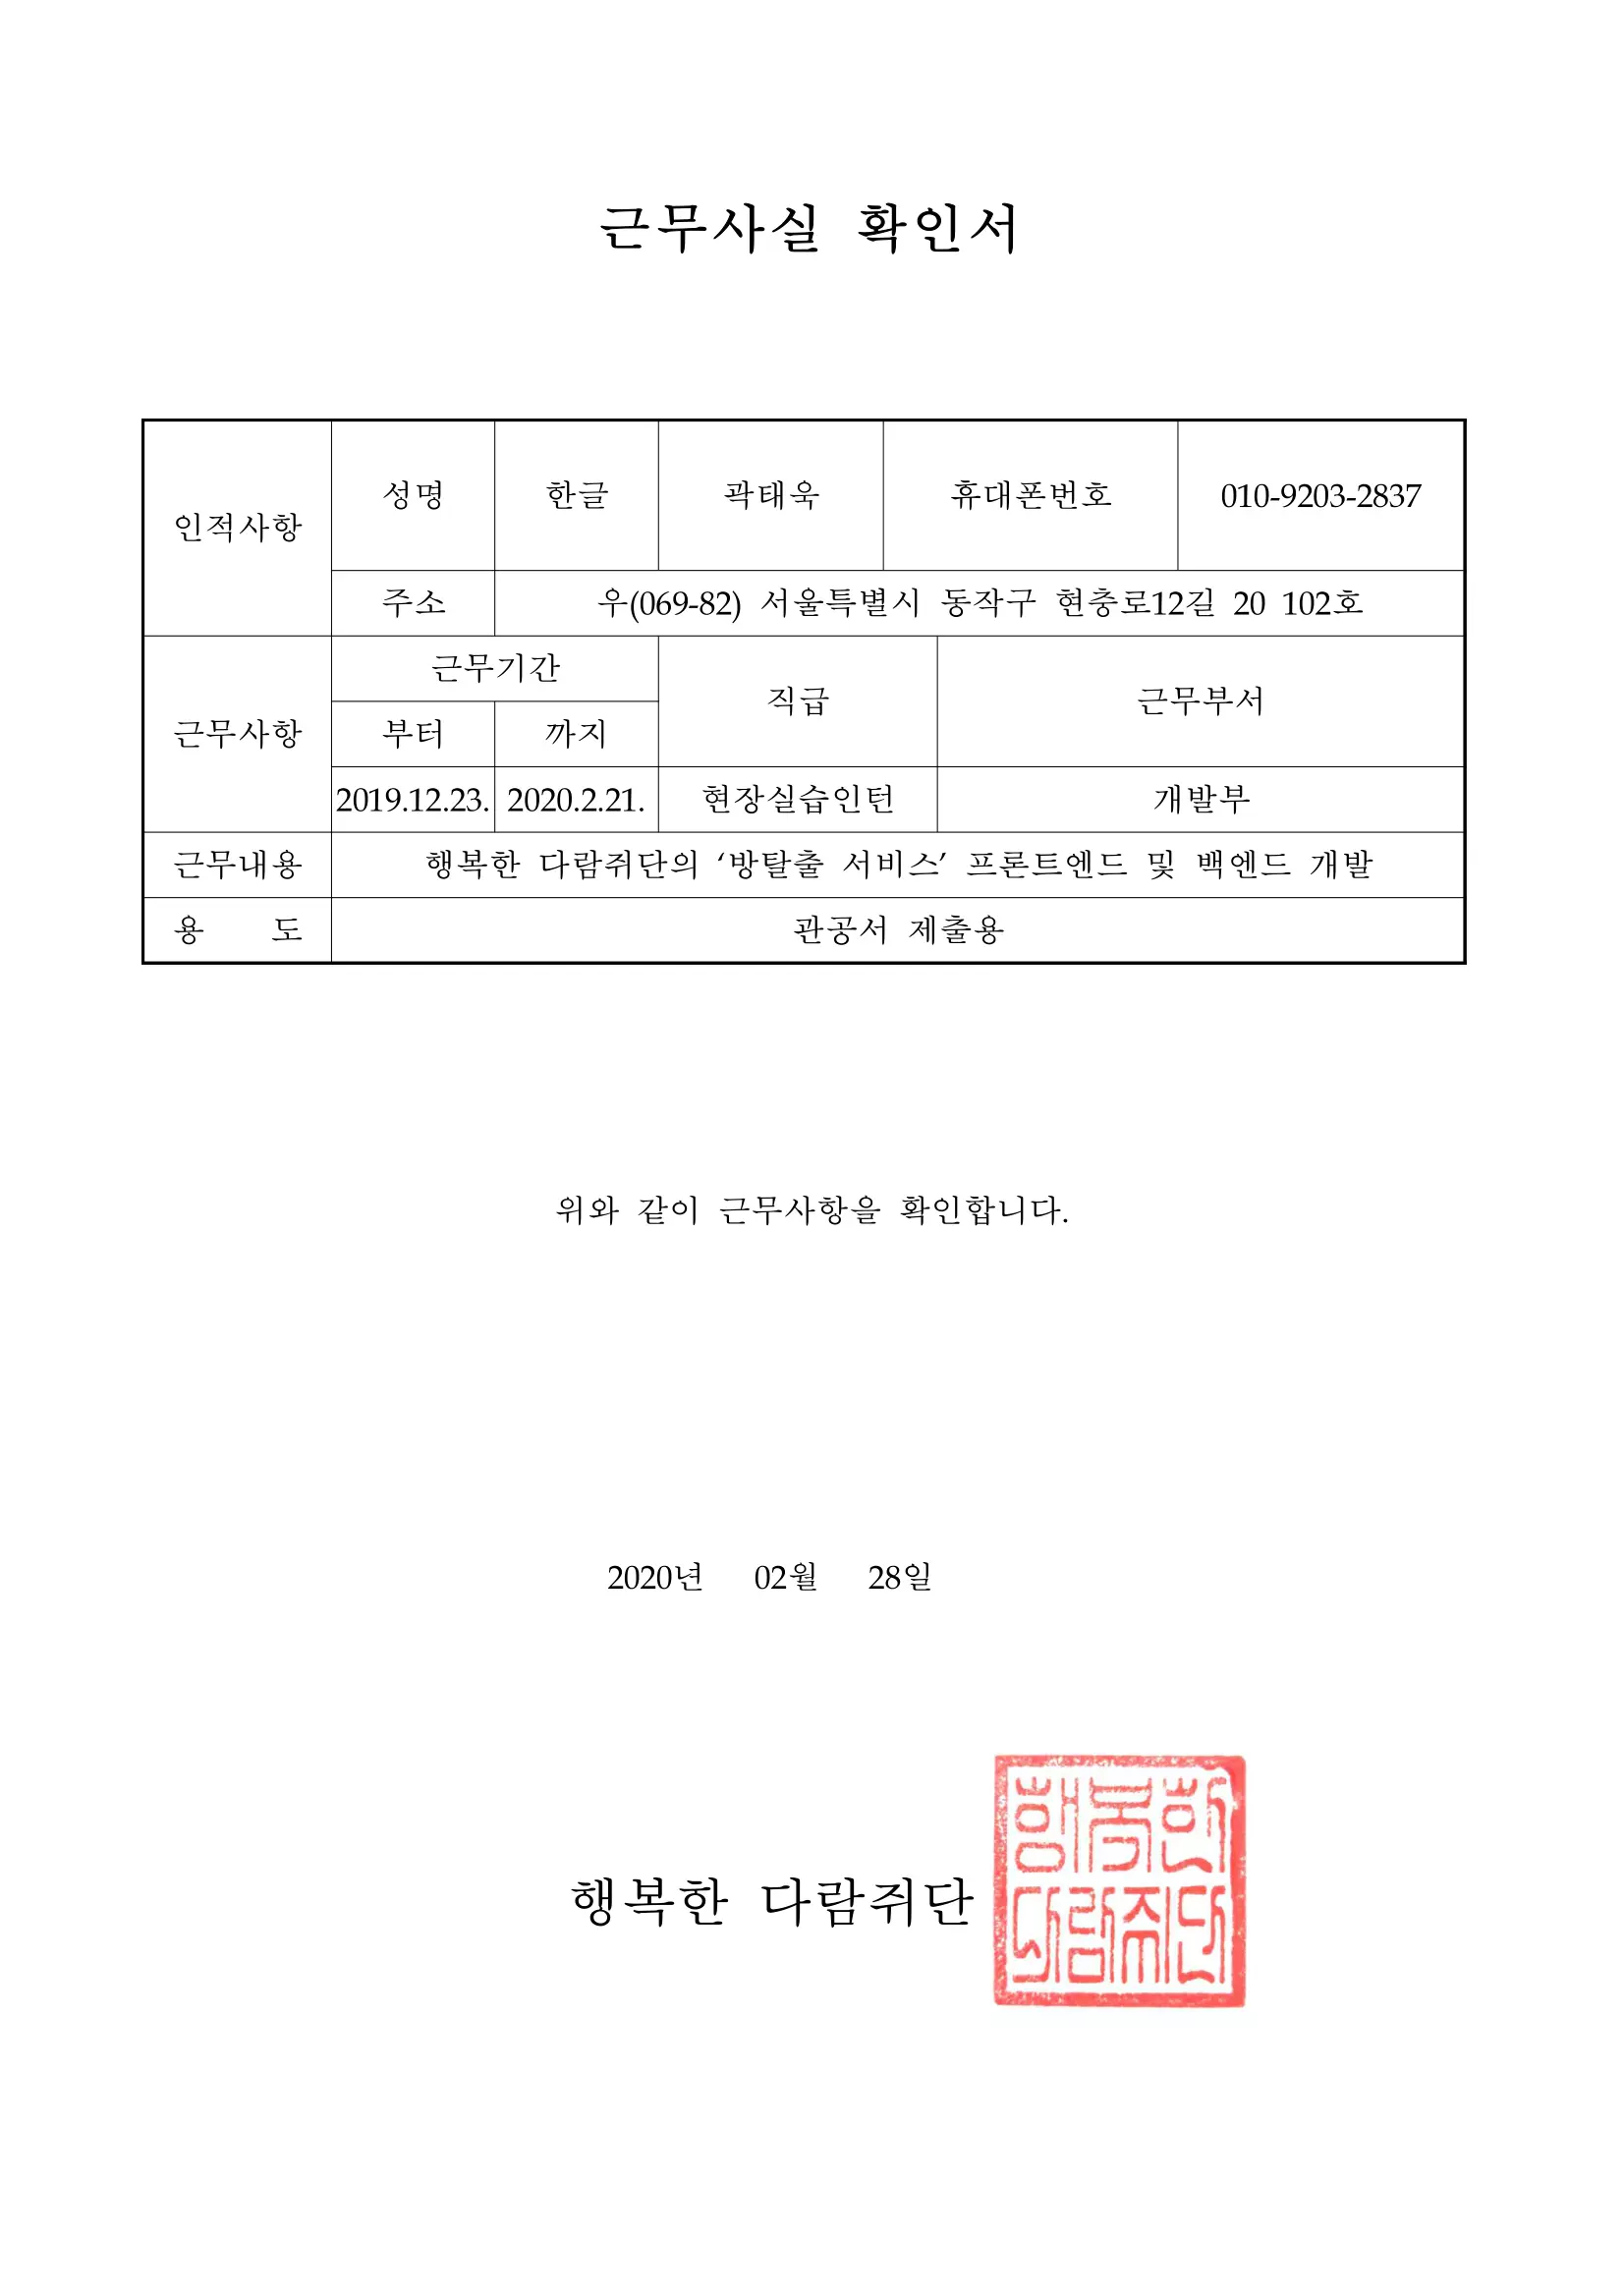 근무사실 확인서
인적사항 성명 한글 곽태욱 휴대폰번호 010-9203-2837
주소 우(069-82) 서울특별시 동작구 현충로12길 20 102호
근무사항 근무기간 직급 근무부서
부터 까지
2019.12.23. 2020.2.21. 현장실습인턴 개발부
근무내용 행복한 다람쥐단의 ‘방탈출 서비스’ 프론트엔드 및 백엔드 개발
용 도 관공서 제출용
위와 같이 근무사항을 확인합니다.
2020년 02월 28일
행복한 다람쥐단
행복한
다람쥐단